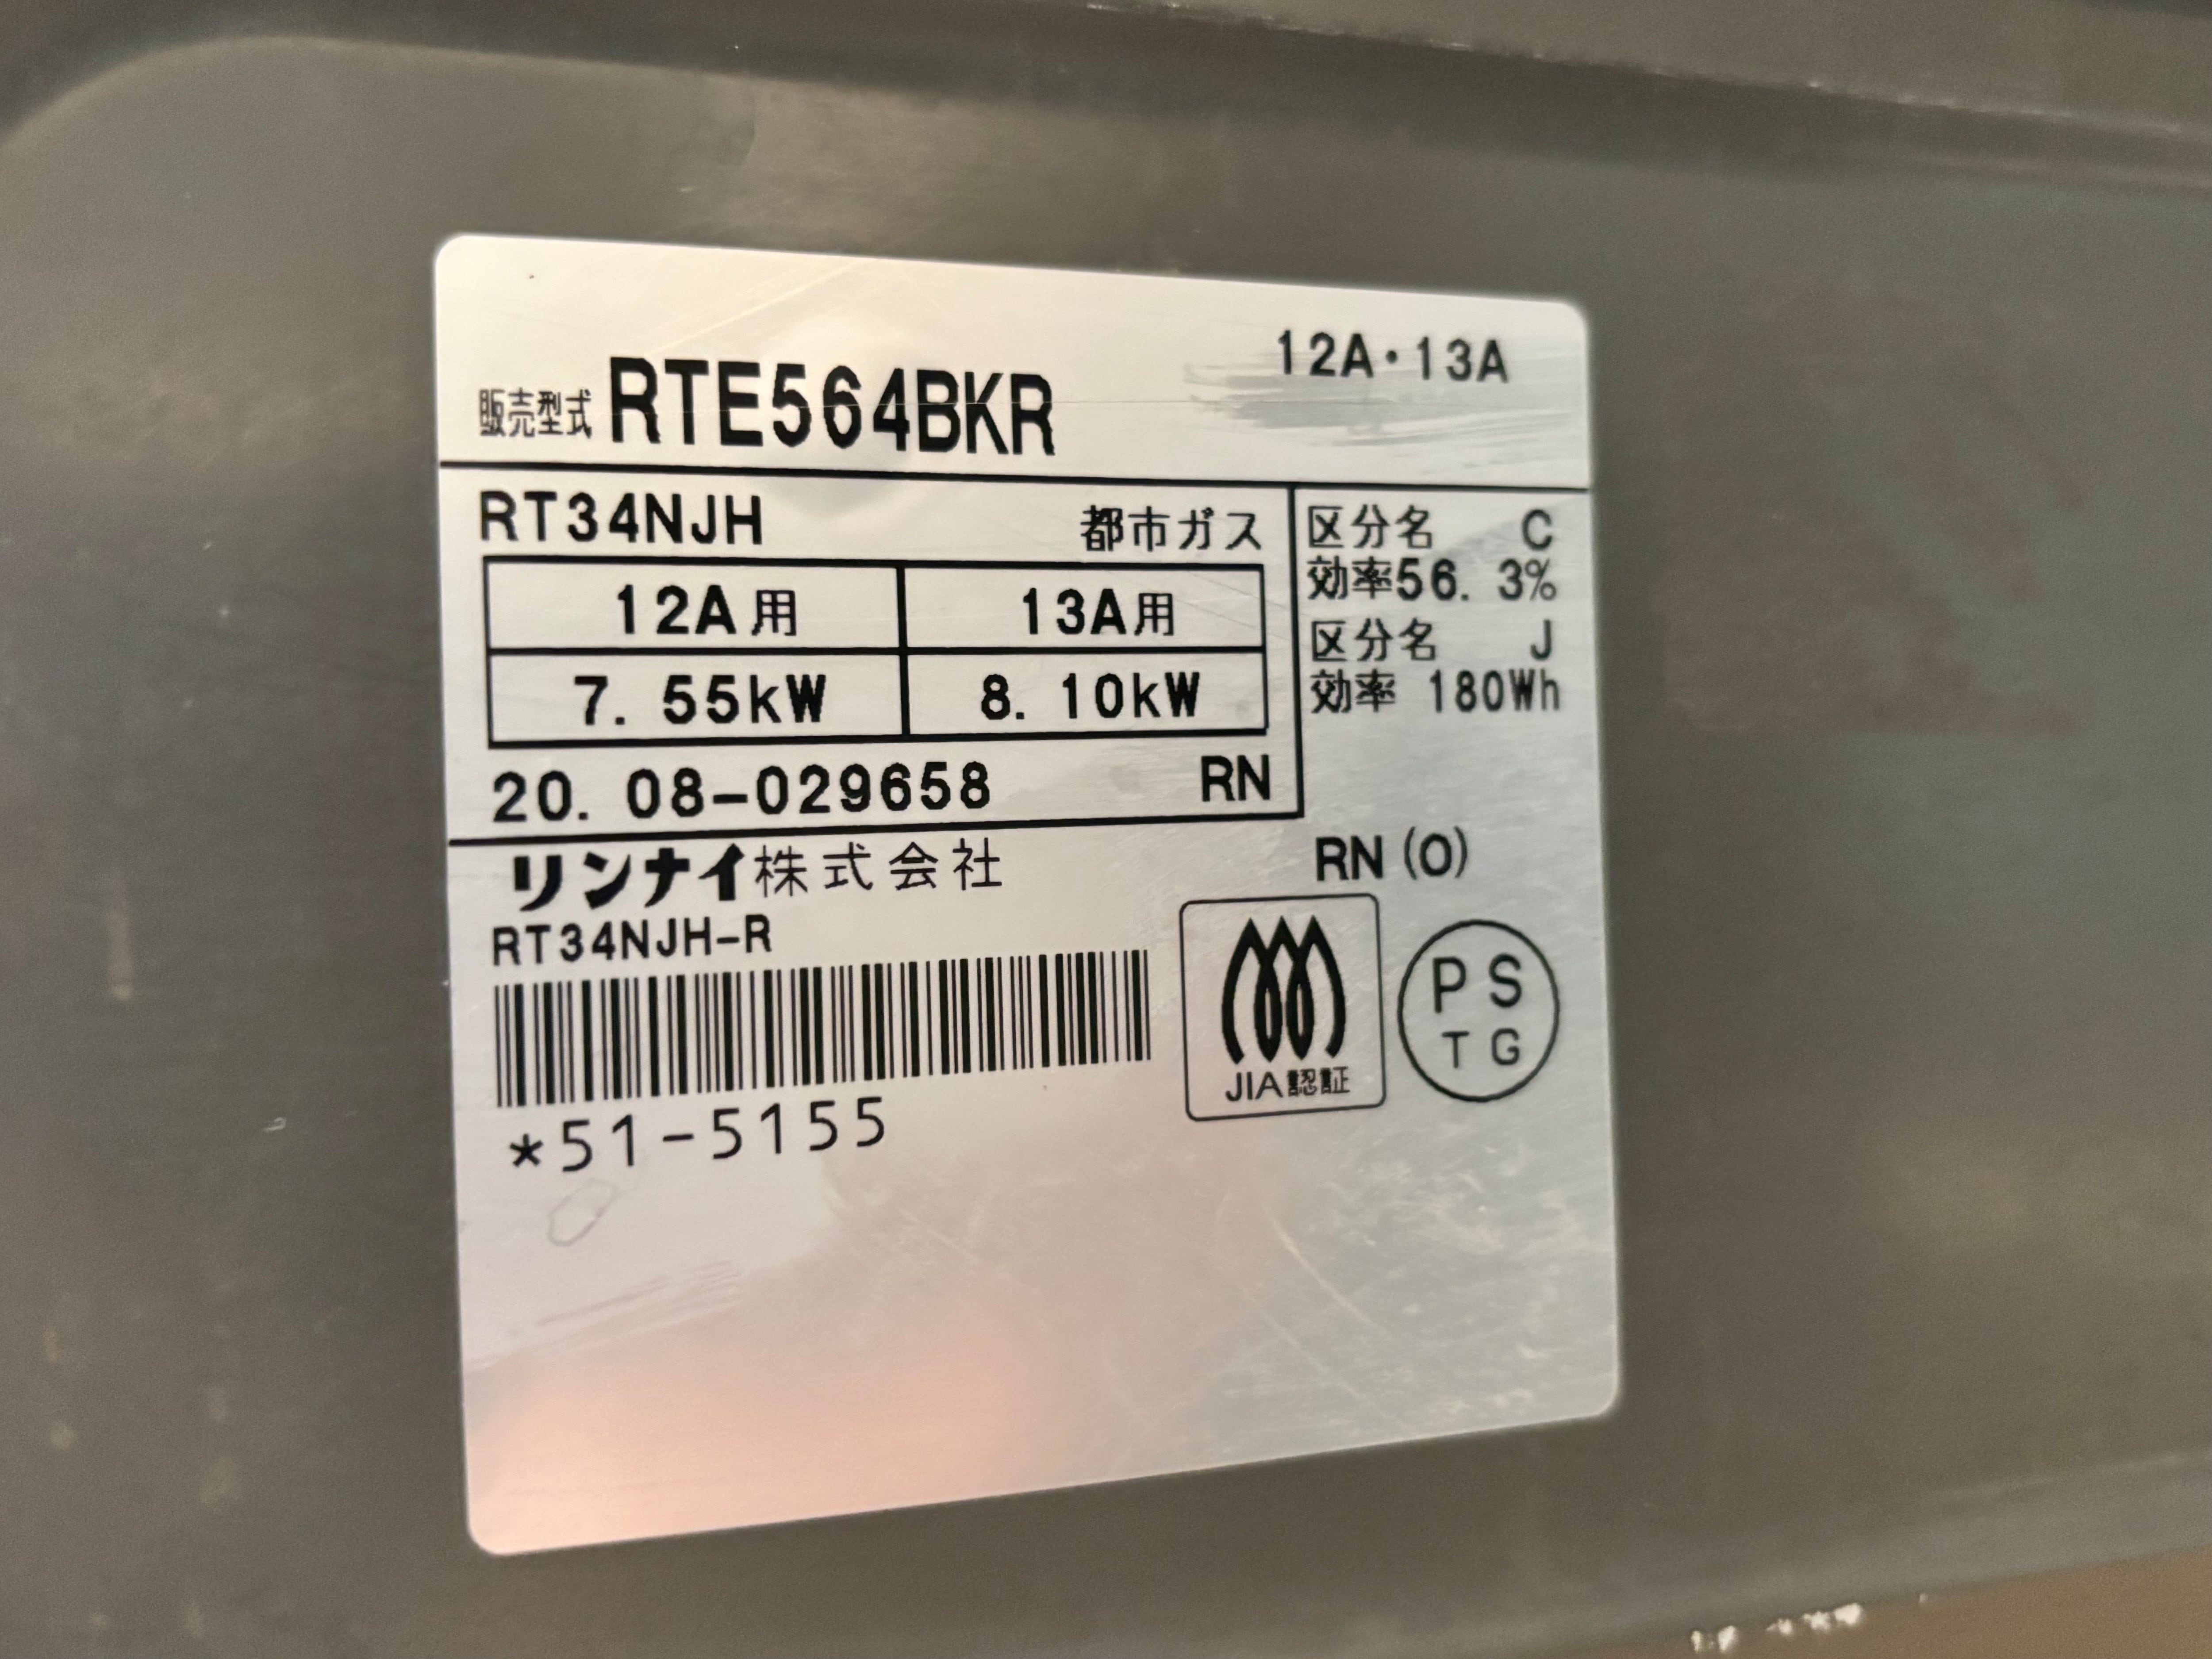 12A・13A
販売型式 RTE564BKR
RT34NJH 都市ガス
12A用 13A用
7. 55kW 8. 10kW
20. 08-029658 RN
区分名 C
効率56. 3%
区分名 J
効率 180Wh
リンナイ株式会社
RN(O)
RT34NJH-R
*51-5155
JIA認証
PS
TG